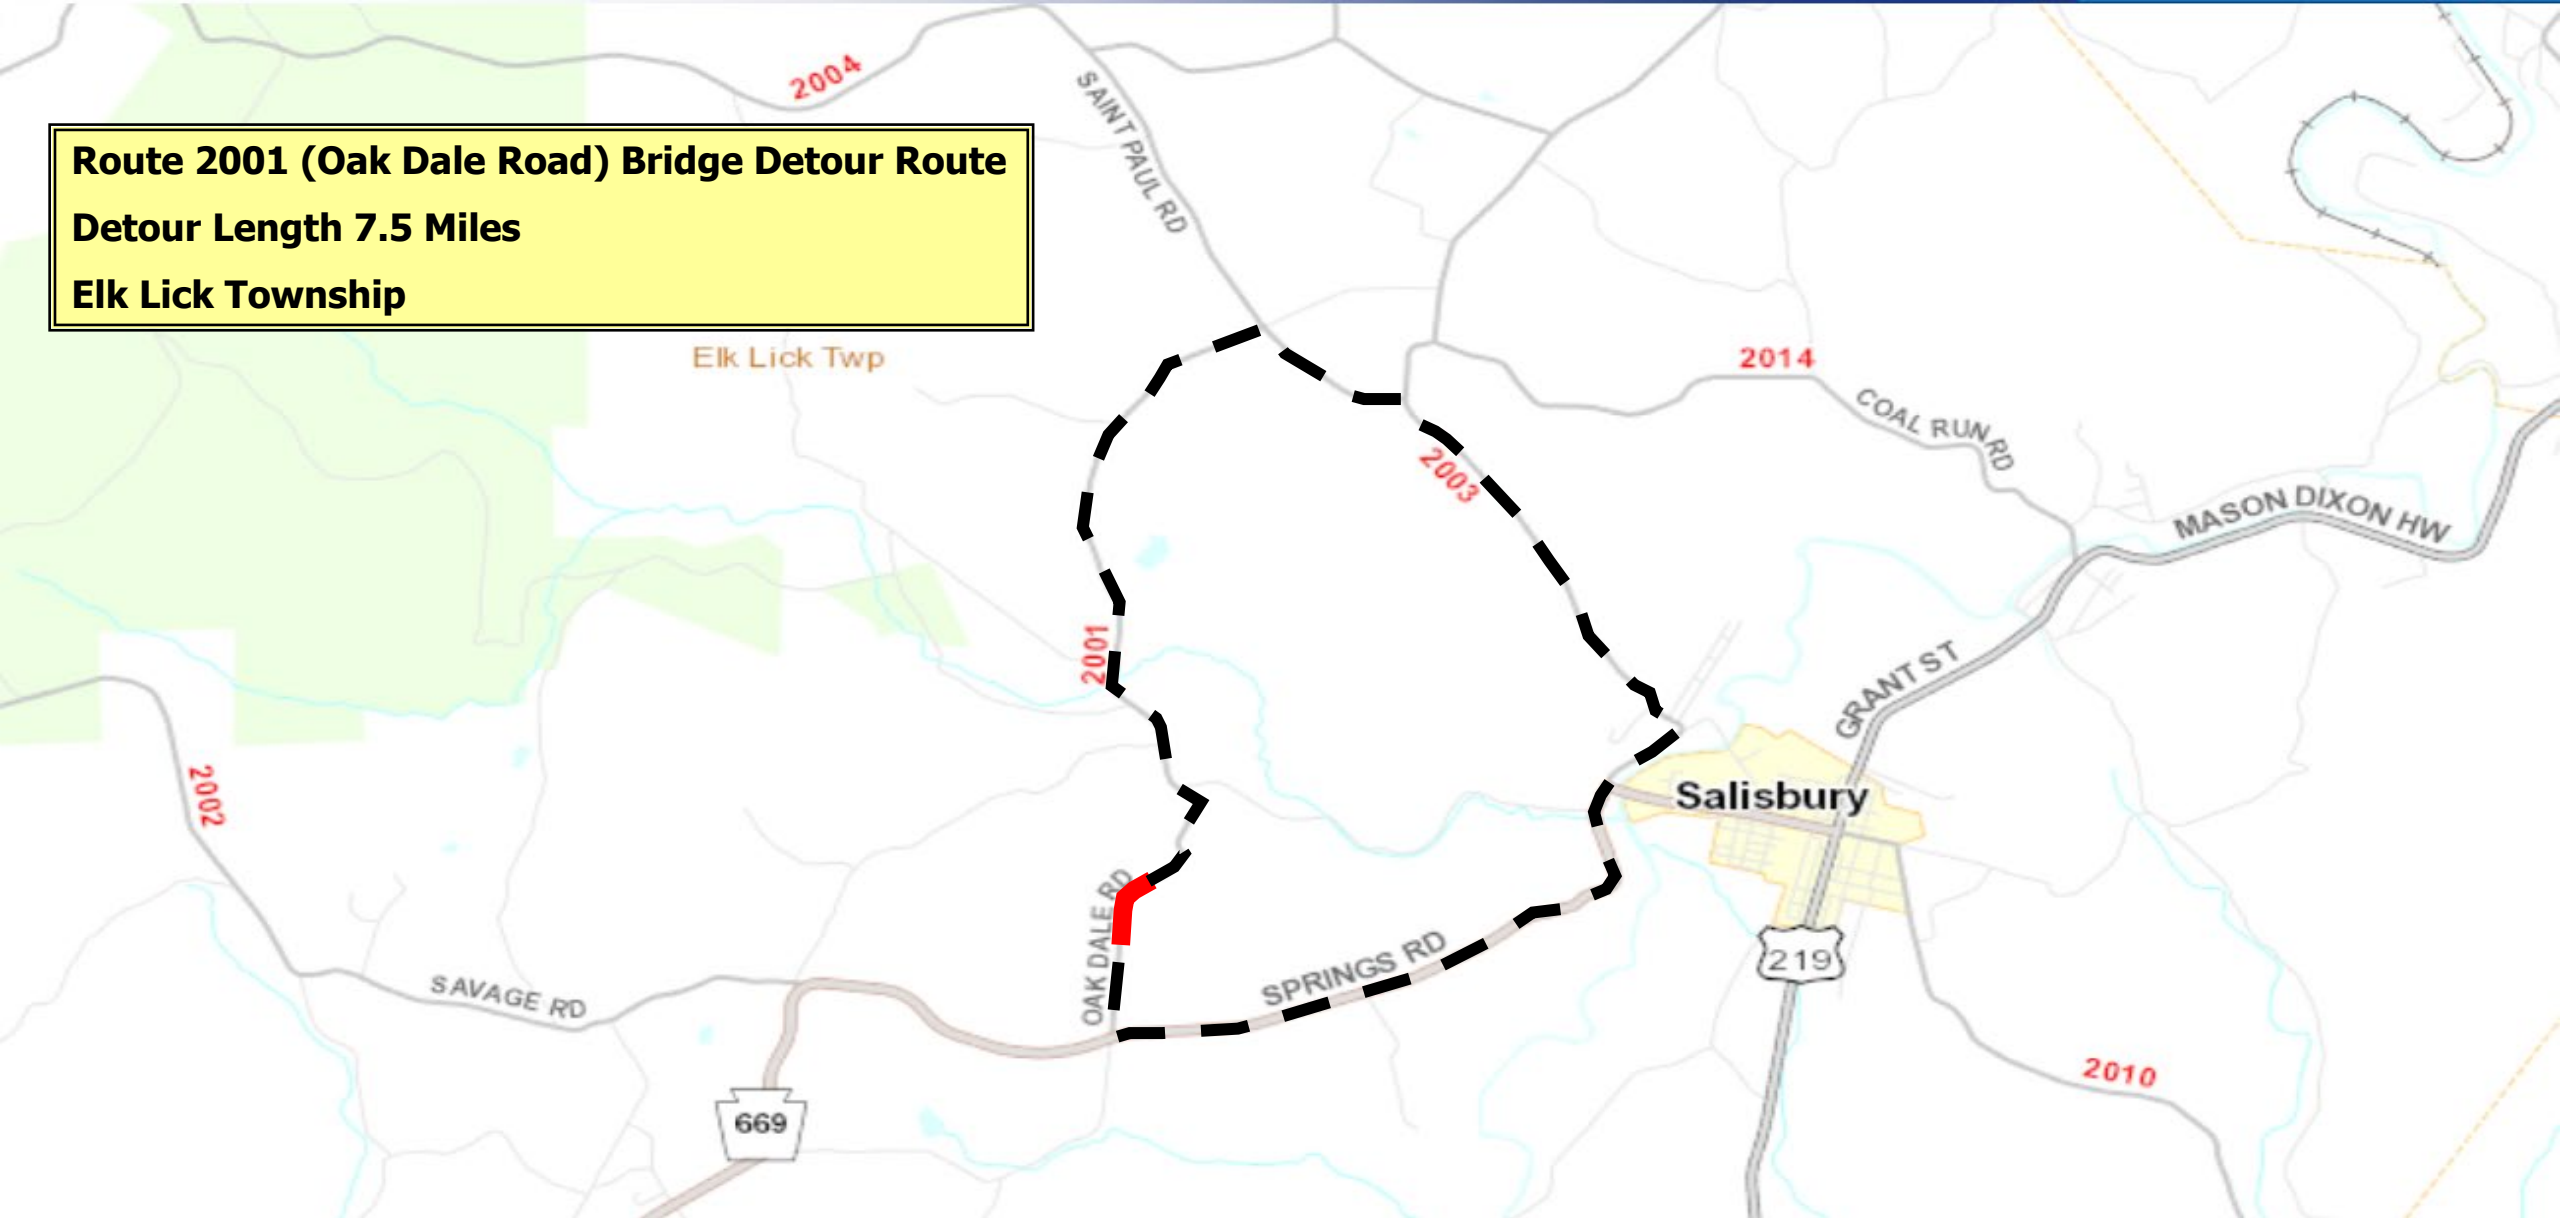 2004
SAINT PAUL RD
Route 2001 (Oak Dale Road) Bridge Detour Route
Detour Length 7.5 Miles
Elk Lick Township
Elk Lick Twp
2014
COAL RUN RD
2003
MASON DIXON HW
2001
GRANT ST
2002
Salisbury
OAK DALE RD
SPRINGS RD
219
SAVAGE RD
2010
669